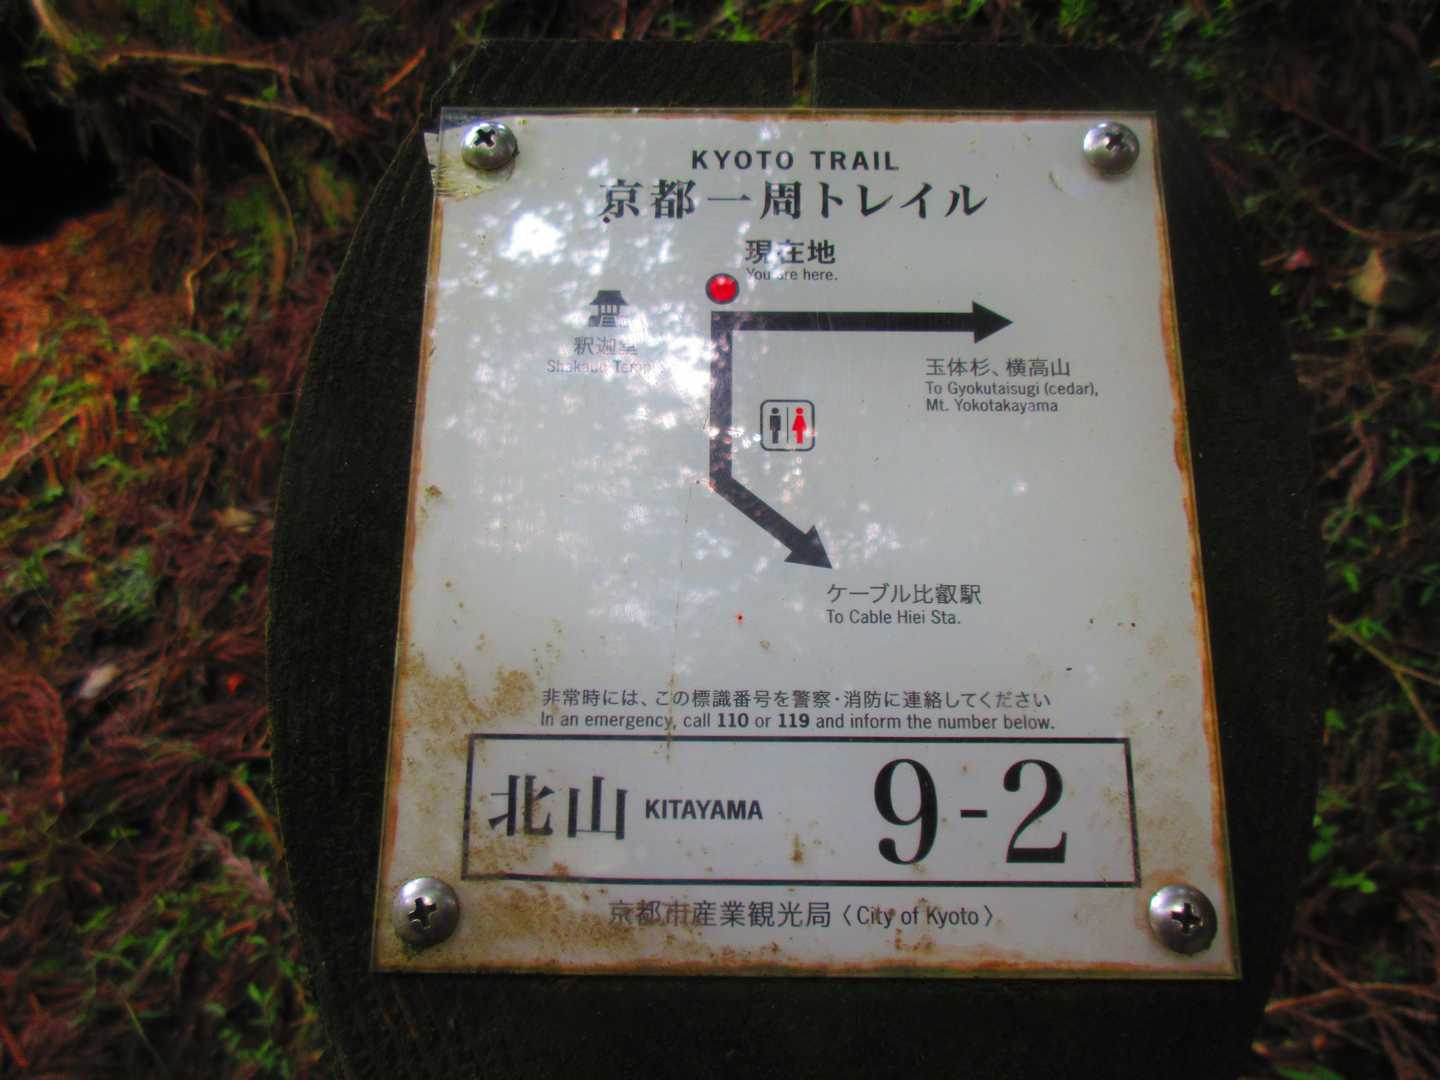 KYOTO TRAIL
京都一周トレイル
現在地
You are here.
釈迦堂
Shakado Temple
玉体杉、横高山
To Gyokutaisugi (cedar),
Mt. Yokotakayama
ケーブル比叡駅
To Cable Hiei Sta.
非常時には、この標識番号を警察・消防に連絡してください
In an emergency, call 110 or 119 and inform the number below.
北山 KITAYAMA 9-2
京都市産業観光局〈City of Kyoto〉